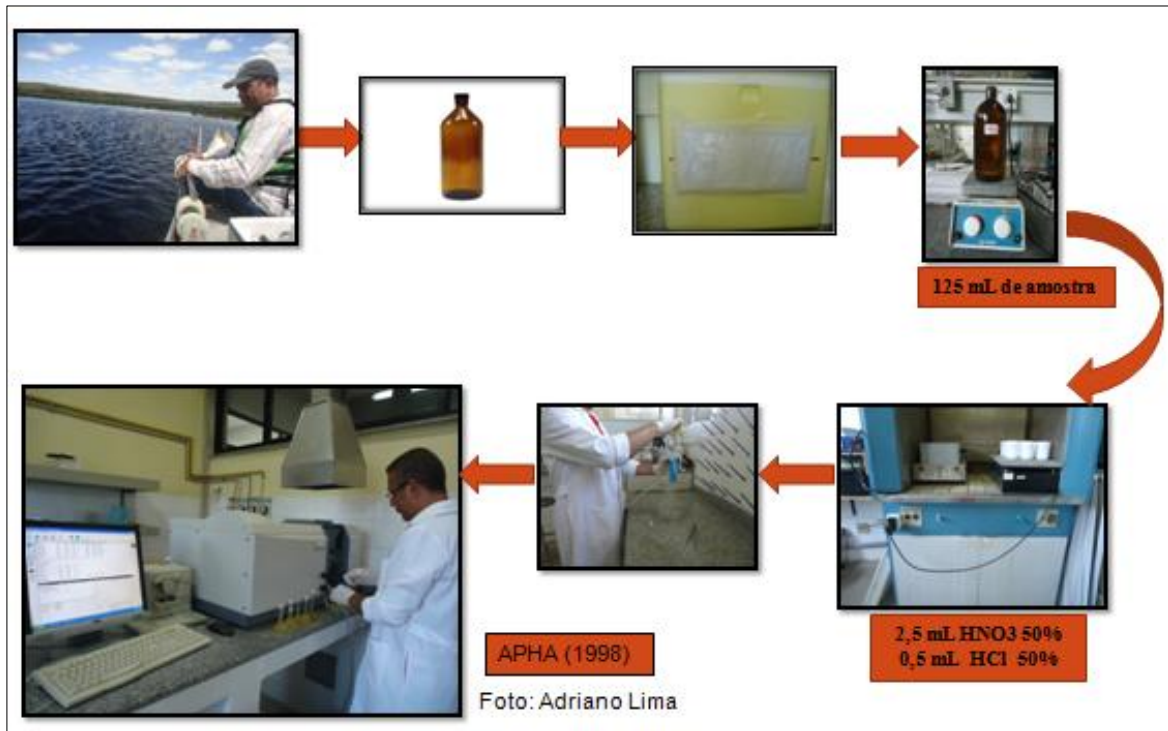 125 mL de amostra
2,5 mL HNO3 50%
0,5 mL HCl 50%
APHA (1998)
Foto: Adriano Lima